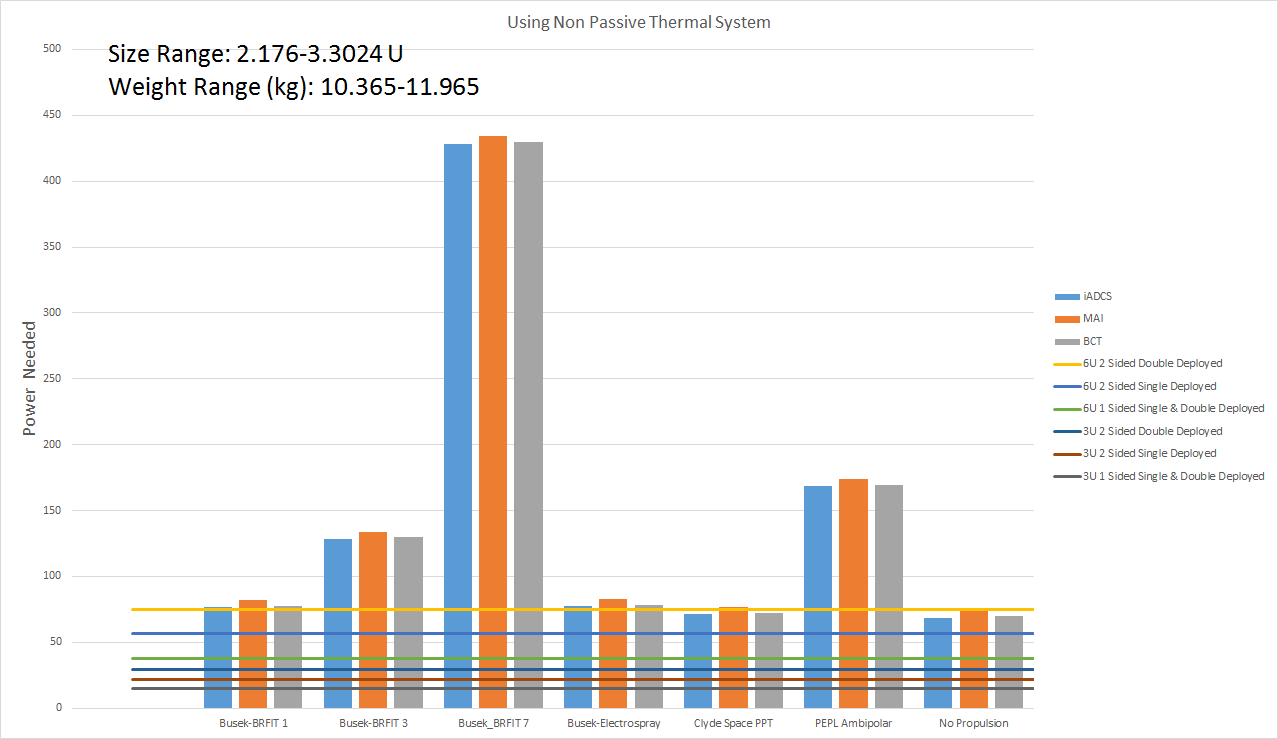 Using Non Passive Thermal System
Size Range: 2.176-3.3024 U
Weight Range (kg): 10.365-11.965
500
450
400
350
300
250
200
150
100
50
0
Power Needed
Busek-BRFIT 1
Busek-BRFIT 3
Busek_BRFIT 7
Busek-Electrospray
Clyde Space PPT
PEPL Ambipolar
No Propulsion
iADCS
MAI
BCT
6U 2 Sided Double Deployed
6U 2 Sided Single Deployed
6U 1 Sided Single & Double Deployed
3U 2 Sided Double Deployed
3U 2 Sided Single Deployed
3U 1 Sided Single & Double Deployed